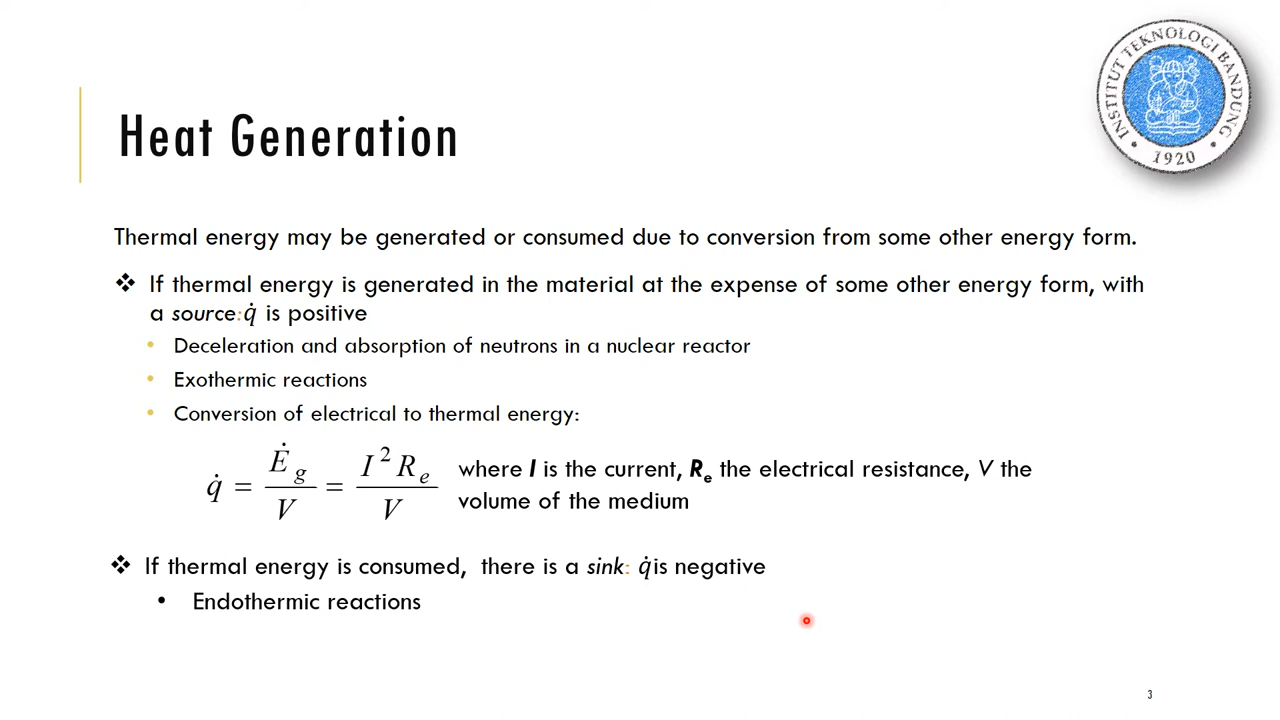 INSTITUT TEKNOLOGI BANDUNG
1920
Heat Generation
Thermal energy may be generated or consumed due to conversion from some other energy form.
❖ If thermal energy is generated in the material at the expense of some other energy form, with
a source: q̇ is positive
• Deceleration and absorption of neutrons in a nuclear reactor
• Exothermic reactions
• Conversion of electrical to thermal energy:
q̇ = Ė_g / V = I² R_e / V
where I is the current, R_e the electrical resistance, V the
volume of the medium
❖ If thermal energy is consumed, there is a sink: q̇ is negative
• Endothermic reactions
3